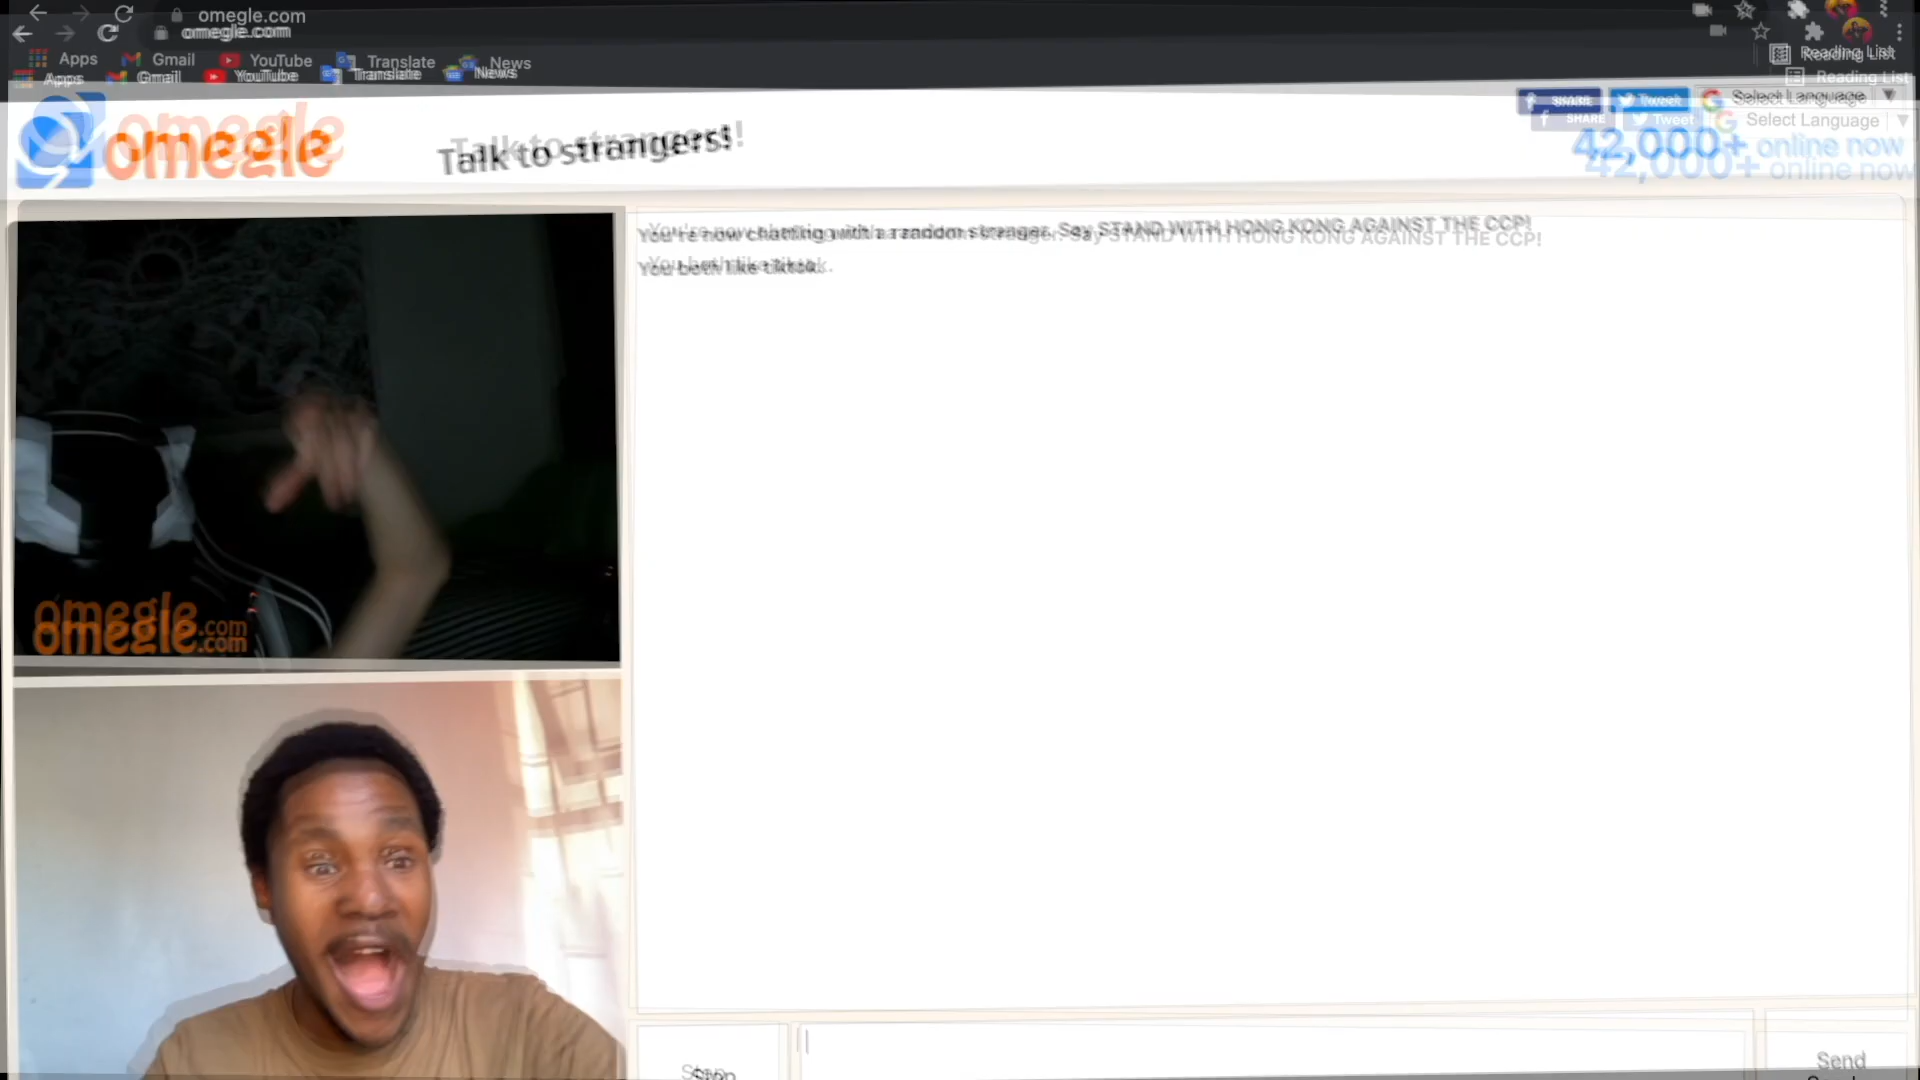 omegle.com
Apps Gmail YouTube Translate News
Reading List
omegle
Talk to strangers!
SHARE Tweet Select Language
42,000+ online now
You're now chatting with a random stranger. Say STAND WITH HONG KONG AGAINST THE CCP!
You both like tiktok.
omegle.com
Stop
Send